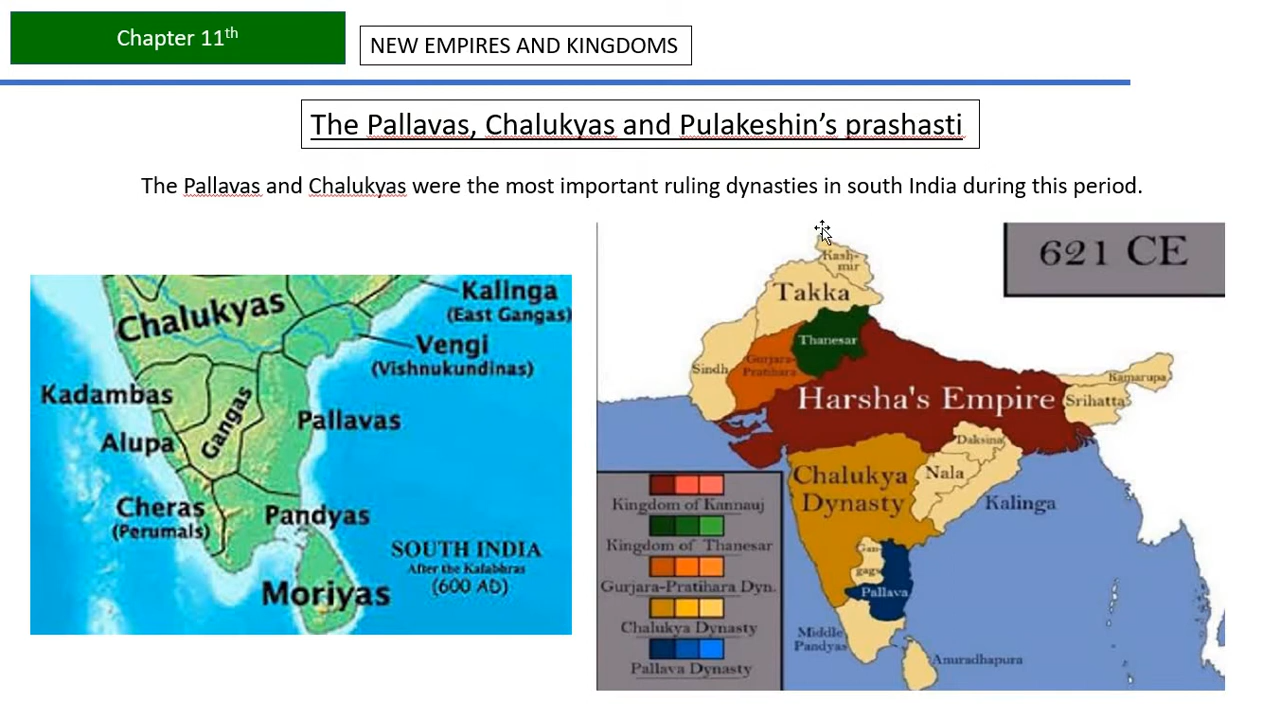 Chapter 11th
NEW EMPIRES AND KINGDOMS
The Pallavas, Chalukyas and Pulakeshin’s prashasti
The Pallavas and Chalukyas were the most important ruling dynasties in south India during this period.
Chalukyas
Kalinga
(East Gangas)
Vengi
(Vishnukundinas)
Kadambas
Gangas
Pallavas
Alupa
Cheras
(Perumals)
Pandyas
SOUTH INDIA
After the Kalabhras
(600 AD)
Moriyas
621 CE
Kash-
mir
Takka
Thanesar
Gurjara-
Pratihara
Sindh
Harsha's Empire
Kamarupa
Srihatta
Daksina
Chalukya
Dynasty
Nala
Kalinga
Gan-
gags
Pallava
Middle
Pandyas
Anuradhapura
Kingdom of Kannauj
Kingdom of Thanesar
Gurjara-Pratihara Dyn.
Chalukya Dynasty
Pallava Dynasty